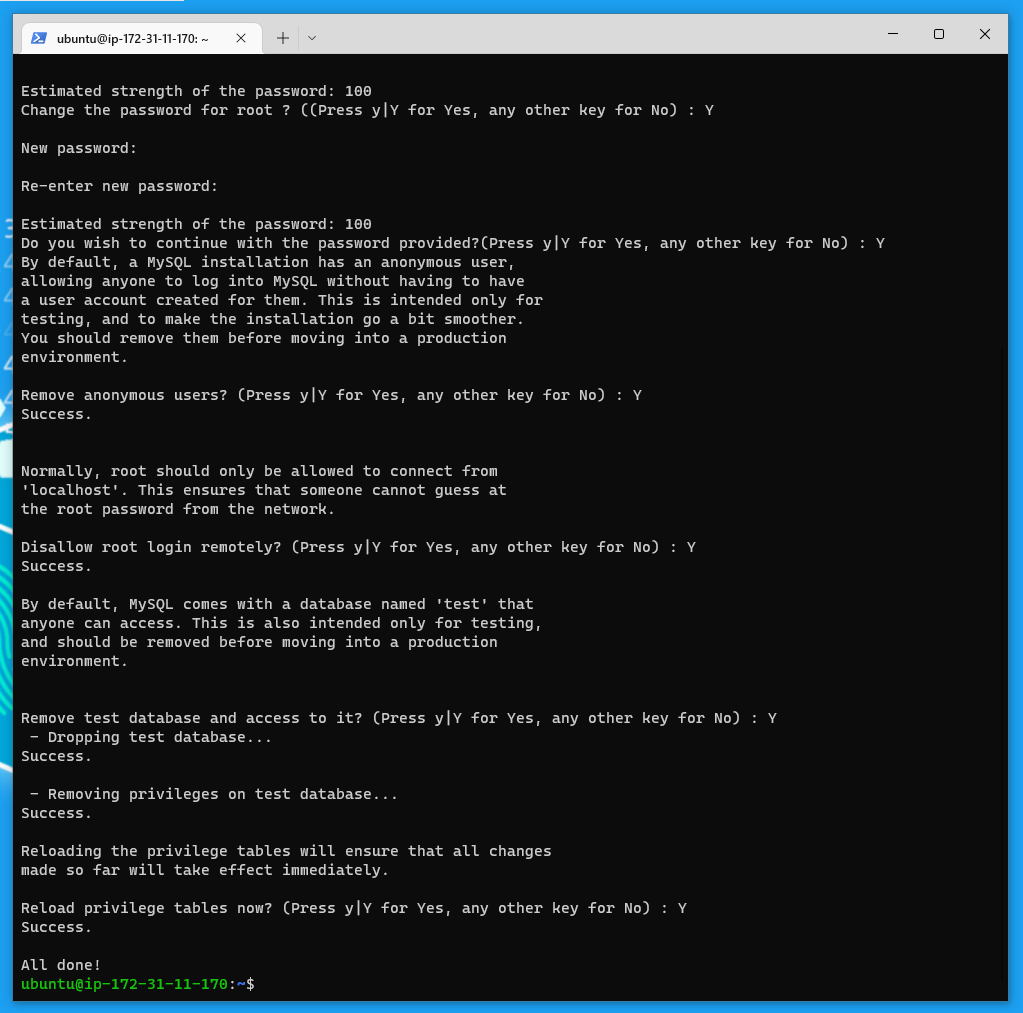 ubuntu@ip-172-31-11-170: ~
Estimated strength of the password: 100
Change the password for root ? ((Press y|Y for Yes, any other key for No) : Y
New password:
Re-enter new password:
Estimated strength of the password: 100
Do you wish to continue with the password provided?(Press y|Y for Yes, any other key for No) : Y
By default, a MySQL installation has an anonymous user,
allowing anyone to log into MySQL without having to have
a user account created for them. This is intended only for
testing, and to make the installation go a bit smoother.
You should remove them before moving into a production
environment.
Remove anonymous users? (Press y|Y for Yes, any other key for No) : Y
Success.
Normally, root should only be allowed to connect from
'localhost'. This ensures that someone cannot guess at
the root password from the network.
Disallow root login remotely? (Press y|Y for Yes, any other key for No) : Y
Success.
By default, MySQL comes with a database named 'test' that
anyone can access. This is also intended only for testing,
and should be removed before moving into a production
environment.
Remove test database and access to it? (Press y|Y for Yes, any other key for No) : Y
 - Dropping test database...
Success.
 - Removing privileges on test database...
Success.
Reloading the privilege tables will ensure that all changes
made so far will take effect immediately.
Reload privilege tables now? (Press y|Y for Yes, any other key for No) : Y
Success.
All done!
ubuntu@ip-172-31-11-170:~$